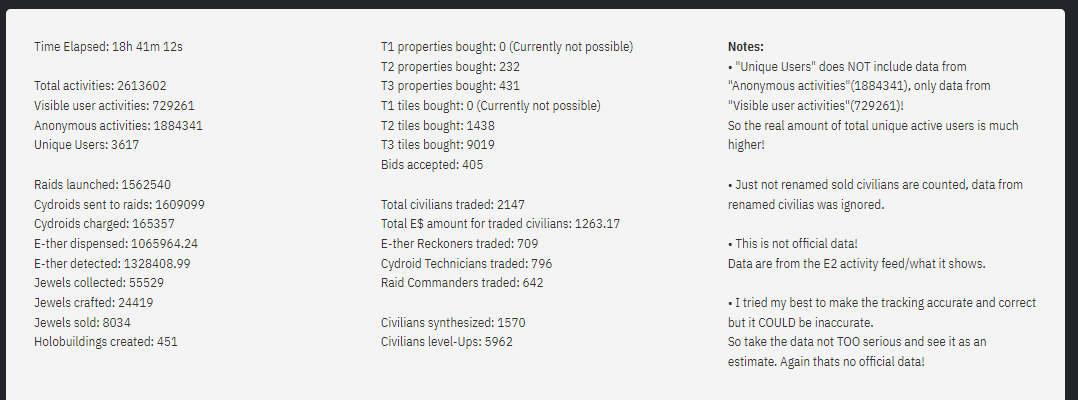 Time Elapsed: 18h 41m 12s
Total activities: 2613602
Visible user activities: 729261
Anonymous activities: 1884341
Unique Users: 3617
Raids launched: 1562540
Cydroids sent to raids: 1609099
Cydroids charged: 165357
E-ther dispensed: 1065964.24
E-ther detected: 1328408.99
Jewels collected: 55529
Jewels crafted: 24419
Jewels sold: 8034
Holobuildings created: 451
T1 properties bought: 0 (Currently not possible)
T2 properties bought: 232
T3 properties bought: 431
T1 tiles bought: 0 (Currently not possible)
T2 tiles bought: 1438
T3 tiles bought: 9019
Bids accepted: 405
Total civilians traded: 2147
Total E$ amount for traded civilians: 1263.17
E-ther Reckoners traded: 709
Cydroid Technicians traded: 796
Raid Commanders traded: 642
Civilians synthesized: 1570
Civilians level-Ups: 5962
Notes:
• "Unique Users" does NOT include data from
"Anonymous activities"(1884341), only data from
"Visible user activities"(729261)!
So the real amount of total unique active users is much
higher!
• Just not renamed sold civilians are counted, data from
renamed civilias was ignored.
• This is not official data!
Data are from the E2 activity feed/what it shows.
• I tried my best to make the tracking accurate and correct
but it COULD be inaccurate.
So take the data not TOO serious and see it as an
estimate. Again thats no official data!